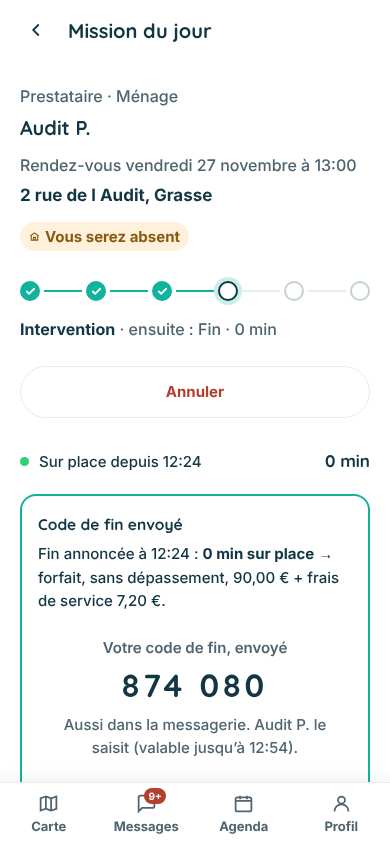 Mission du jour
Prestataire · Ménage
Audit P.
Rendez-vous vendredi 27 novembre à 13:00
2 rue de l Audit, Grasse
Vous serez absent
Intervention · ensuite : Fin · 0 min
Annuler
Sur place depuis 12:24 0 min
Code de fin envoyé
Fin annoncée à 12:24 : 0 min sur place →
forfait, sans dépassement, 90,00 € + frais
de service 7,20 €.
Votre code de fin, envoyé
874 080
Aussi dans la messagerie. Audit P. le
saisit (valable jusqu’à 12:54).
9+
Carte Messages Agenda Profil